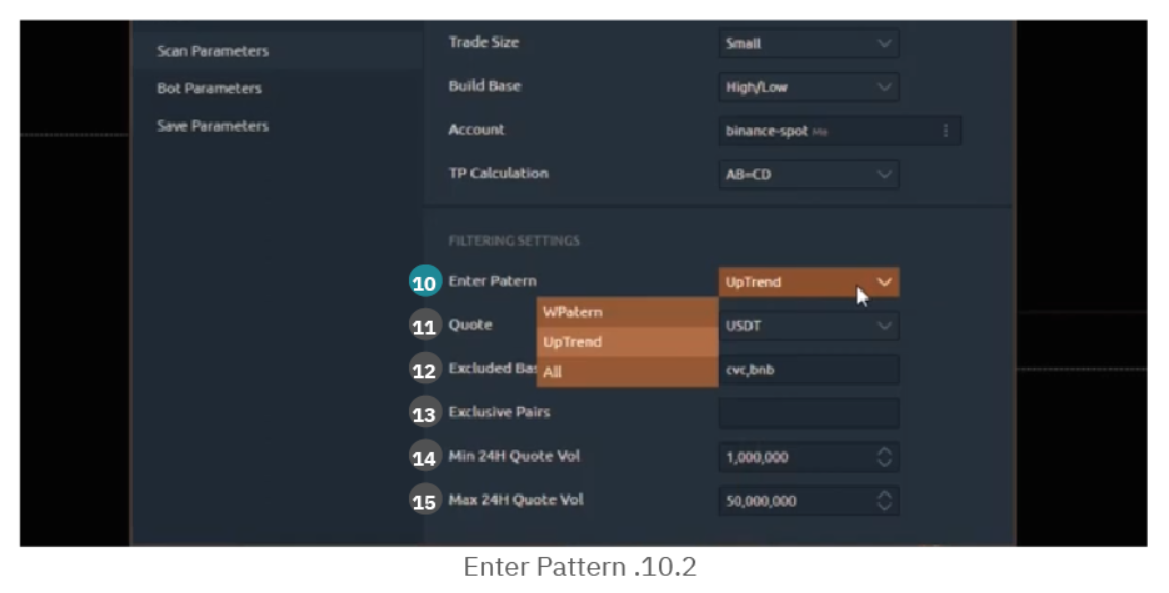 Scan Parameters
Bot Parameters
Save Parameters
Trade Size Small
Build Base High/Low
Account binance-spot Me
TP Calculation AB=CD
FILTERING SETTINGS
10 Enter Patern UpTrend
WPatern
UpTrend
All
11 Quote USDT
12 Excluded Bas cvc,bnb
13 Exclusive Pairs
14 Min 24H Quote Vol 1,000,000
15 Max 24H Quote Vol 50,000,000
Enter Pattern .10.2